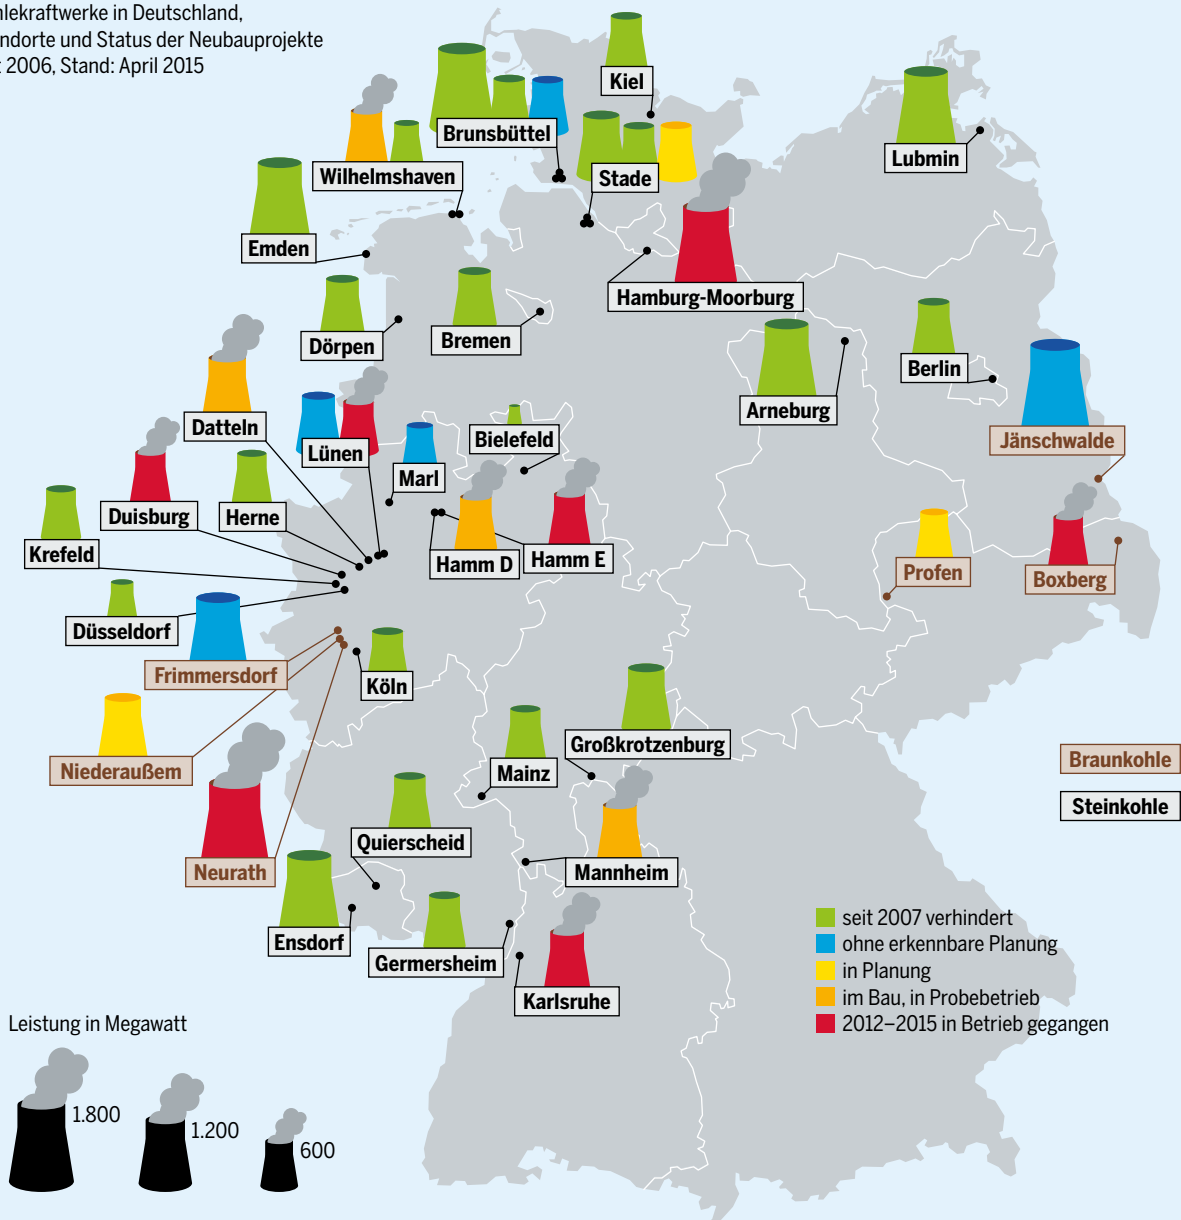 hlekraftwerke in Deutschland,
ndorte und Status der Neubauprojekte
t 2006, Stand: April 2015
Kiel
Brunsbüttel
Lubmin
Wilhelmshaven
Stade
Emden
Hamburg-Moorburg
Dörpen
Bremen
Berlin
Arneburg
Datteln
Lünen
Bielefeld
Jänschwalde
Marl
Duisburg
Herne
Krefeld
Hamm D
Hamm E
Profen
Boxberg
Düsseldorf
Frimmersdorf
Köln
Großkrotzenburg
Niederaußem
Mainz
Braunkohle
Steinkohle
Quierscheid
Neurath
Mannheim
Ensdorf
Germersheim
Karlsruhe
seit 2007 verhindert
ohne erkennbare Planung
in Planung
im Bau, in Probebetrieb
2012–2015 in Betrieb gegangen
Leistung in Megawatt
1.800
1.200
600